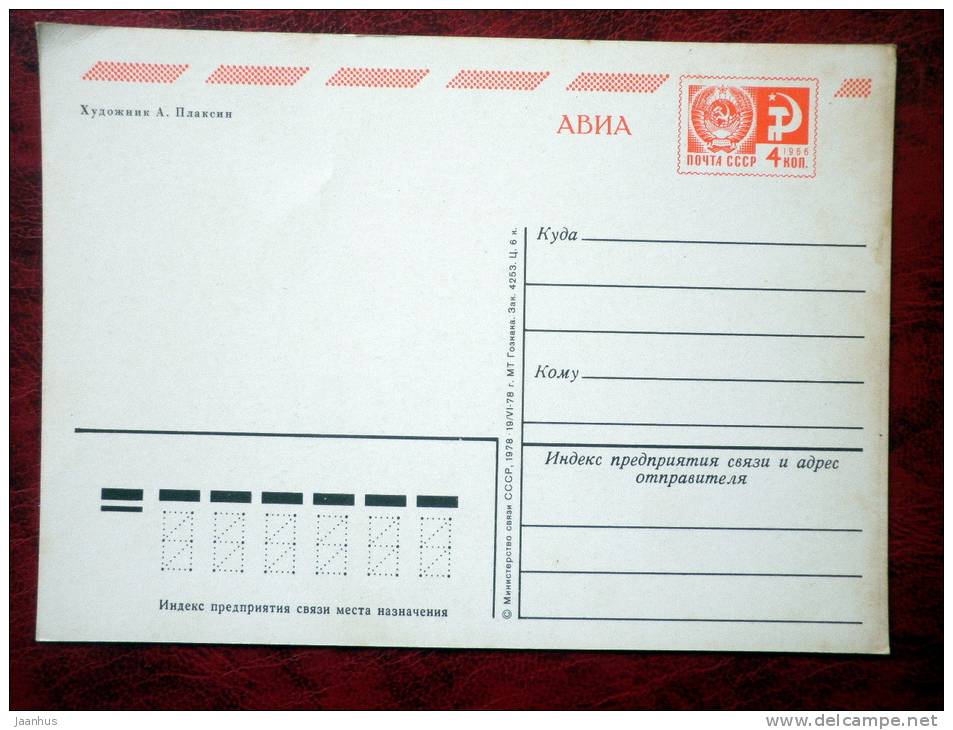 Художник А. Плаксин
АВИА
ПОЧТА СССР
1966
4 КОП.
Куда
Кому
Индекс предприятия связи и адрес
отправителя
© Министерство связи СССР, 1978 · 19/VI-78 г. МТ Гознака. Зак. 4253. Ц. 6 к.
Индекс предприятия связи места назначения
jaanhus
www.delcampe.net